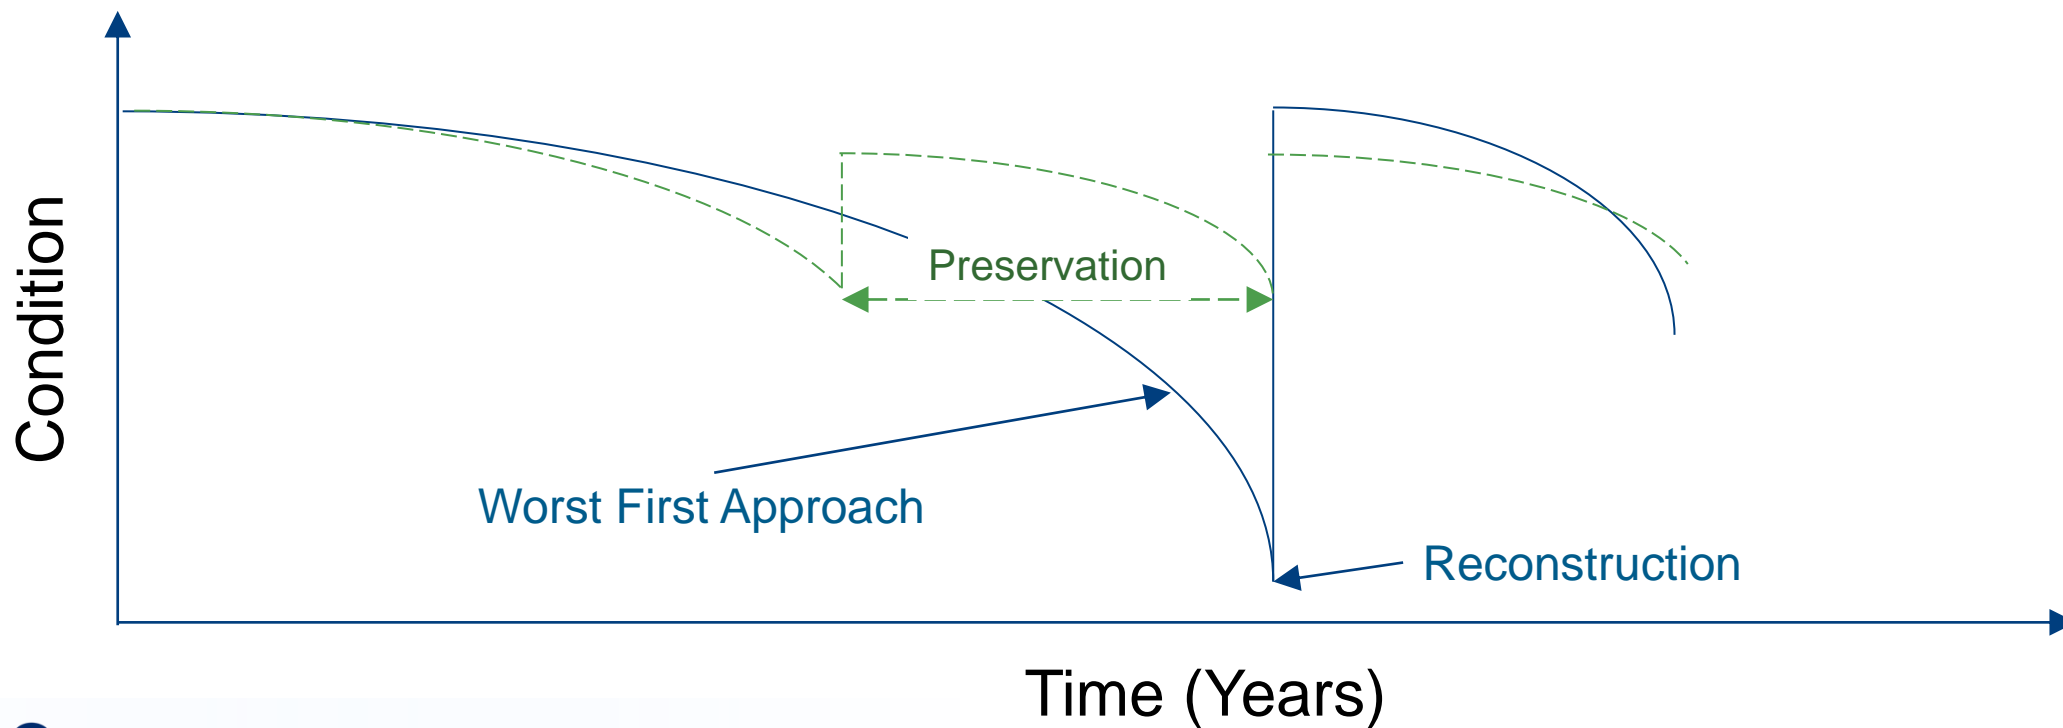 Condition
Preservation
Worst First Approach
Reconstruction
Time (Years)